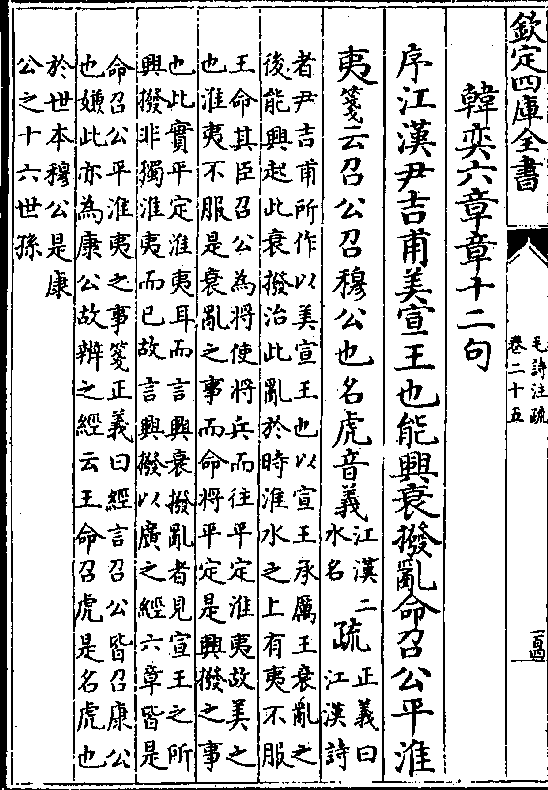 欽定四庫全書
毛詩注疏
卷二十五
韓奕六章章十二句
序江漢尹吉甫美宣王也能興衰撥亂命召公平淮
夷箋云召公召穆公也名虎音義江漢二水名疏正義曰江漢詩
者尹吉甫所作以美宣王也以宣王承厲王衰亂之
後能興起此衰撥治此亂於時淮水之上有夷不服
王命其臣召公為將使將兵而往平定淮夷故美之
也淮夷不服是衰亂之事而命將平定是興撥之事
也此實平定淮夷耳而言興衰撥亂者見宣王之所
興撥非獨淮夷而已故言興撥以廣之經六章皆是
命召公平淮夷之事箋正義曰經言召公皆召康公
也嫌此亦為康公故辨之經云王命召虎是名虎也
於世本穆公是康
公之十六世孫